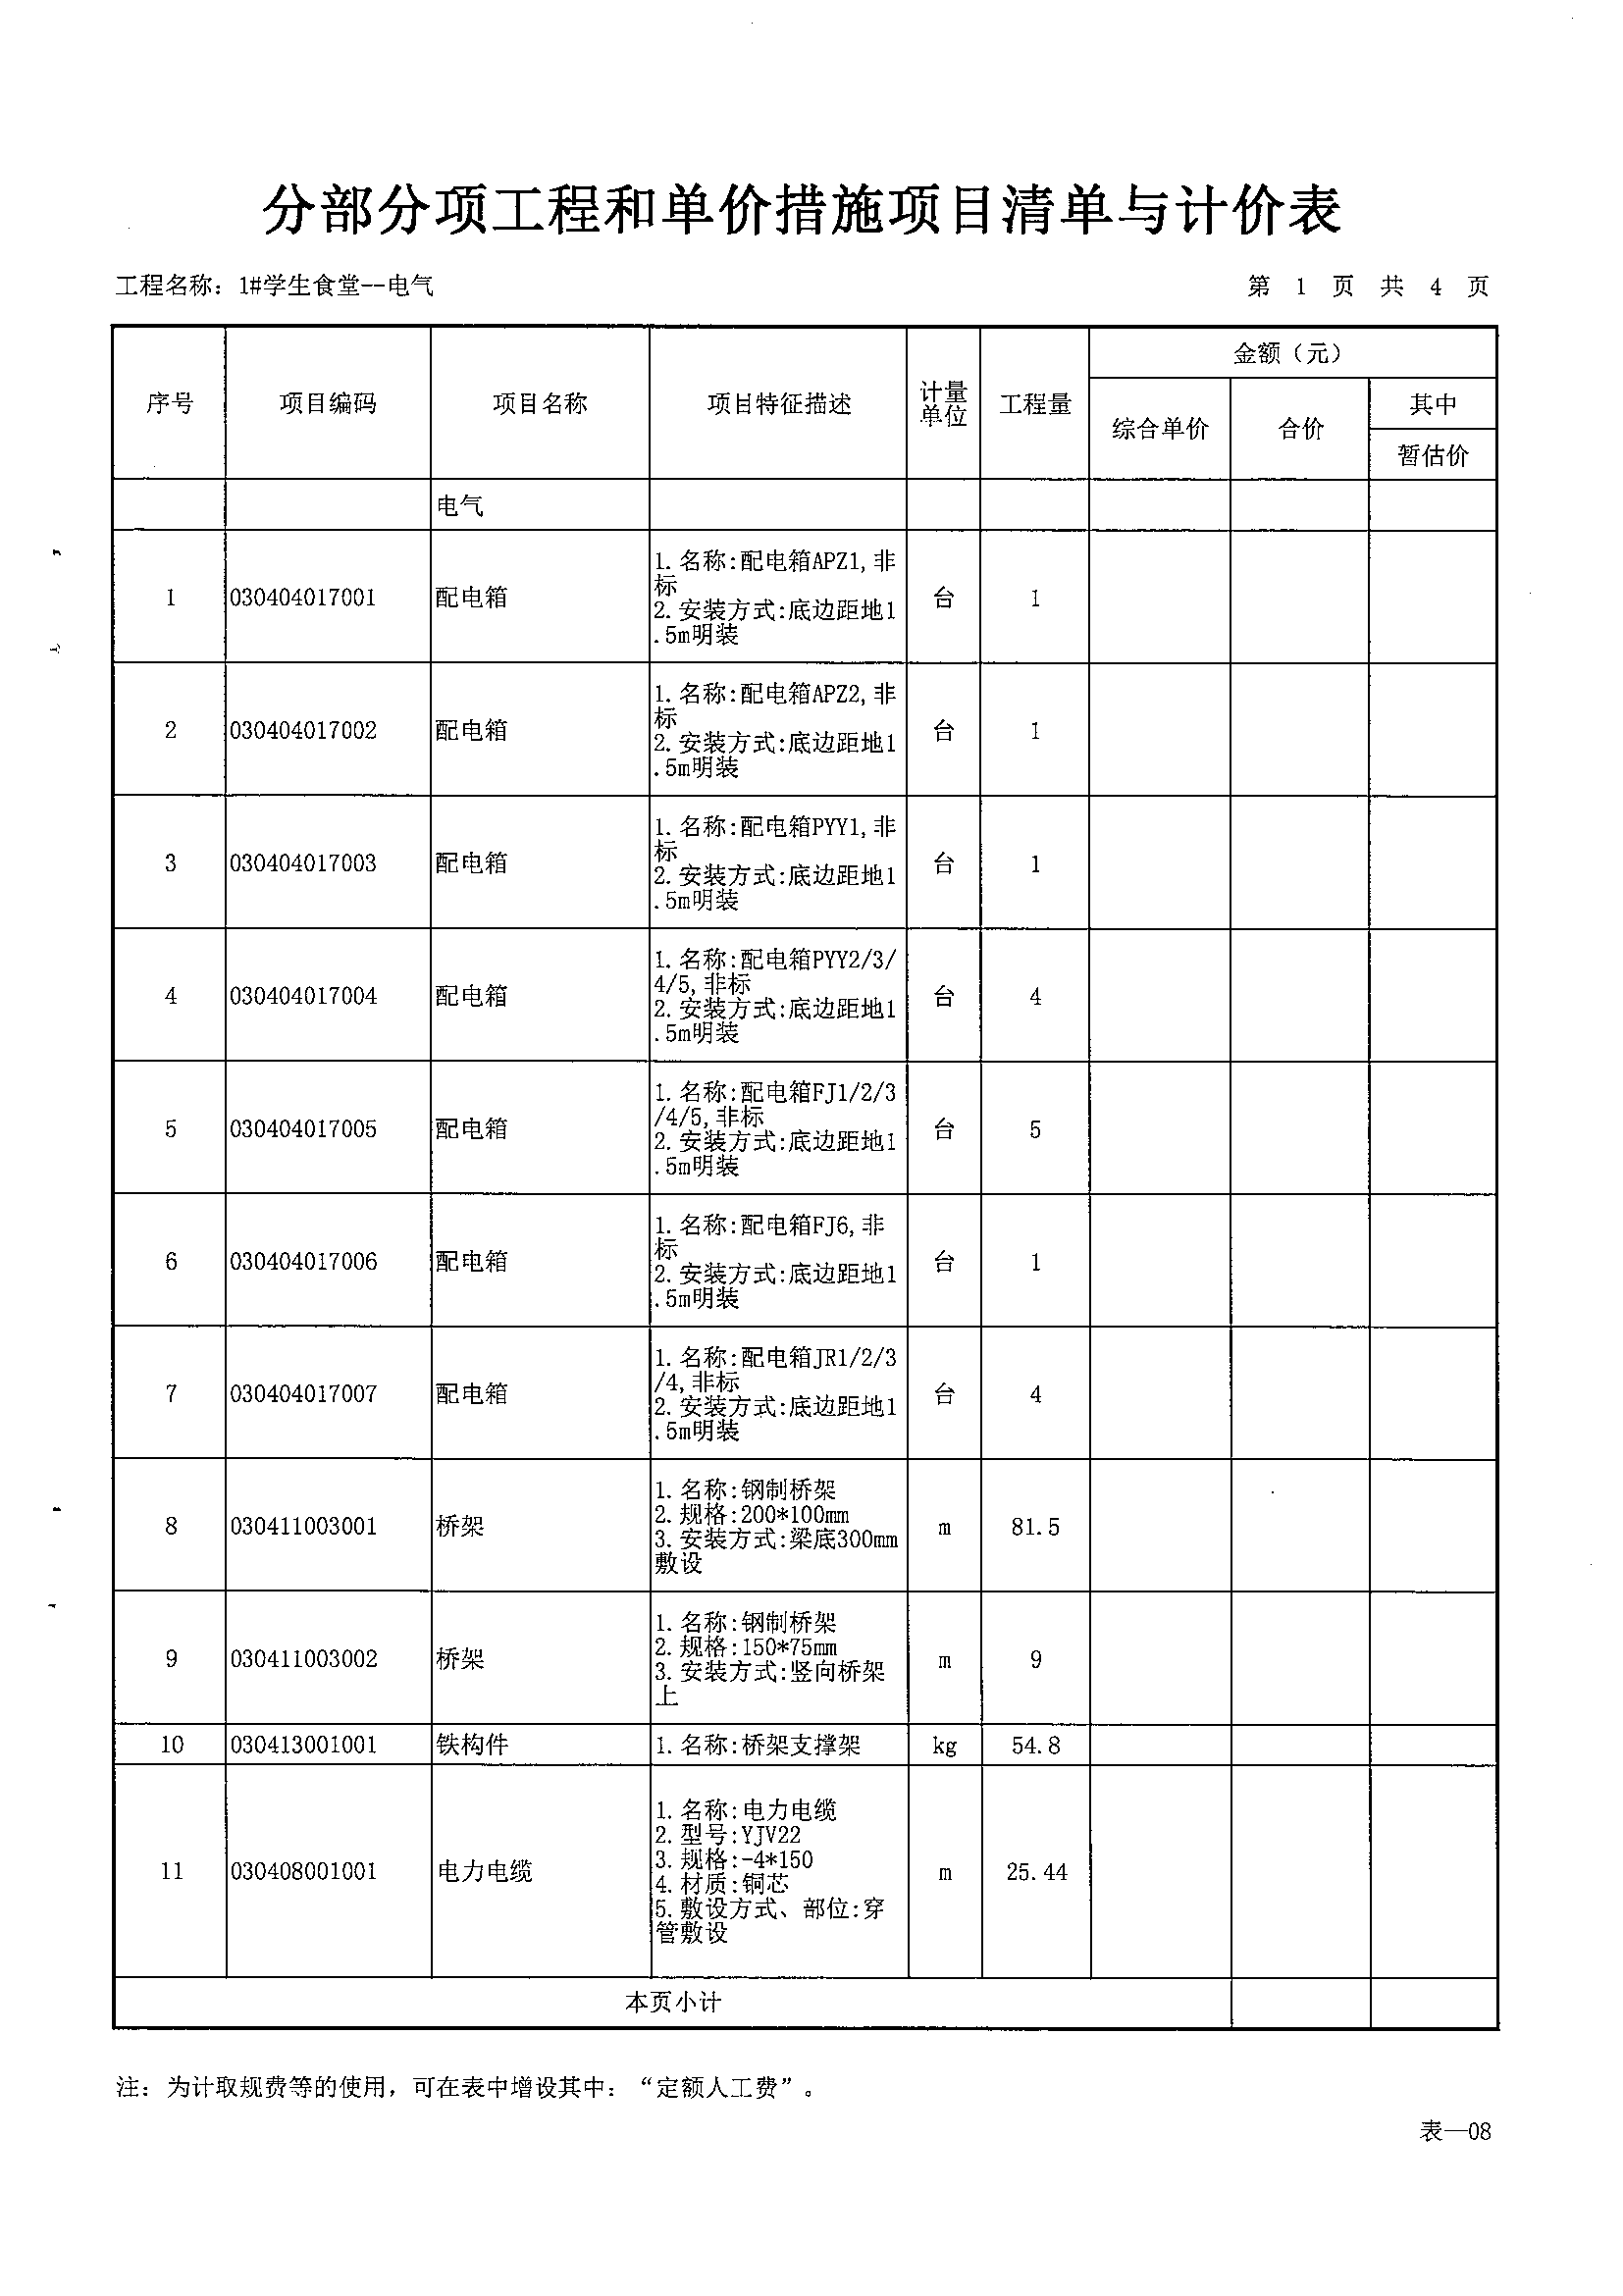 分部分项工程和单价措施项目清单与计价表
工程名称：1#学生食堂--电气
第 1 页 共 4 页
序号
项目编码
项目名称
项目特征描述
计量
单位
工程量
金额（元）
综合单价
合价
其中
暂估价
电气
1
030404017001
配电箱
1.名称:配电箱APZ1,非
标
2.安装方式:底边距地1
.5m明装
台
1
2
030404017002
配电箱
1.名称:配电箱APZ2,非
标
2.安装方式:底边距地1
.5m明装
台
1
3
030404017003
配电箱
1.名称:配电箱PYY1,非
标
2.安装方式:底边距地1
.5m明装
台
1
4
030404017004
配电箱
1.名称:配电箱PYY2/3/
4/5,非标
2.安装方式:底边距地1
.5m明装
台
4
5
030404017005
配电箱
1.名称:配电箱FJ1/2/3
/4/5,非标
2.安装方式:底边距地1
.5m明装
台
5
6
030404017006
配电箱
1.名称:配电箱FJ6,非
标
2.安装方式:底边距地1
.5m明装
台
1
7
030404017007
配电箱
1.名称:配电箱JR1/2/3
/4,非标
2.安装方式:底边距地1
.5m明装
台
4
8
030411003001
桥架
1.名称:钢制桥架
2.规格:200*100mm
3.安装方式:梁底300mm
敷设
m
81.5
9
030411003002
桥架
1.名称:钢制桥架
2.规格:150*75mm
3.安装方式:竖向桥架
上
m
9
10
030413001001
铁构件
1.名称:桥架支撑架
kg
54.8
11
030408001001
电力电缆
1.名称:电力电缆
2.型号:YJV22
3.规格:-4*150
4.材质:铜芯
5.敷设方式、部位:穿
管敷设
m
25.44
本页小计
注：为计取规费等的使用，可在表中增设其中：“定额人工费”。
表—08